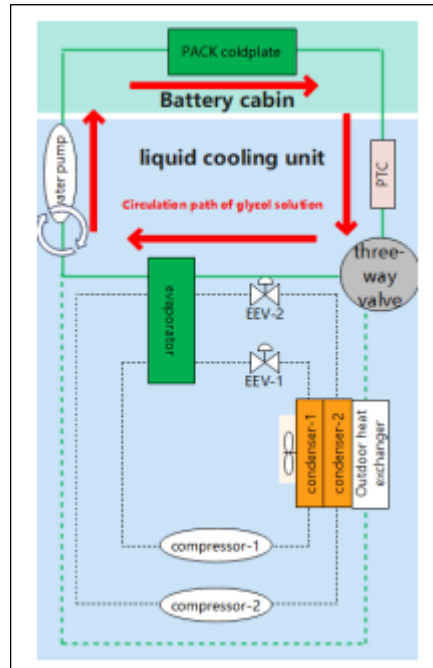 PACK coldplate
Battery cabin
liquid cooling unit
ater pump
PTC
Circulation path of glycol solution
three-
way
valve
evaporator
EEV-2
EEV-1
condenser-1
condenser-2
Outdoor heat
exchanger
compressor-1
compressor-2